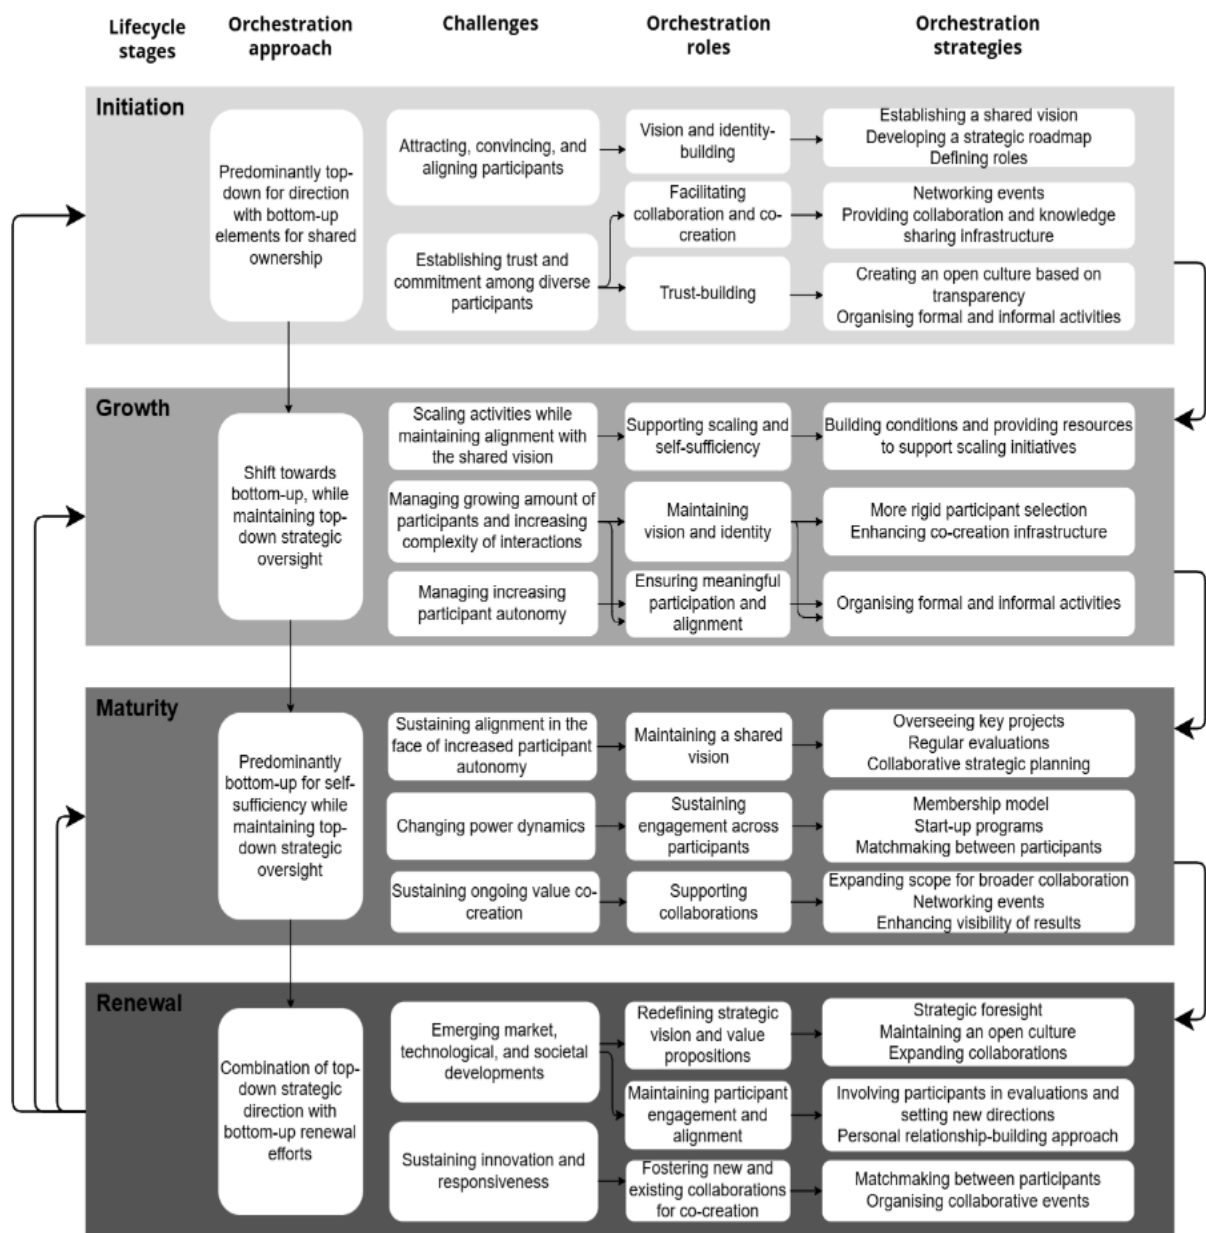 Lifecycle
stages
Orchestration
approach
Challenges
Orchestration
roles
Orchestration
strategies
Initiation
Predominantly top-
down for direction
with bottom-up
elements for shared
ownership
Attracting, convincing, and
aligning participants
Vision and identity-
building
Establishing a shared vision
Developing a strategic roadmap
Defining roles
Establishing trust and
commitment among diverse
participants
Facilitating
collaboration and co-
creation
Networking events
Providing collaboration and knowledge
sharing infrastructure
Trust-building
Creating an open culture based on
transparency
Organising formal and informal activities
Growth
Shift towards
bottom-up, while
maintaining top-
down strategic
oversight
Scaling activities while
maintaining alignment with
the shared vision
Supporting scaling and
self-sufficiency
Building conditions and providing resources
to support scaling initiatives
Managing growing amount of
participants and increasing
complexity of interactions
Maintaining
vision and identity
More rigid participant selection
Enhancing co-creation infrastructure
Managing increasing
participant autonomy
Ensuring meaningful
participation and
alignment
Organising formal and informal activities
Maturity
Predominantly
bottom-up for self-
sufficiency while
maintaining top-
down strategic
oversight
Sustaining alignment in the
face of increased participant
autonomy
Maintaining a shared
vision
Overseeing key projects
Regular evaluations
Collaborative strategic planning
Changing power dynamics
Sustaining
engagement across
participants
Membership model
Start-up programs
Matchmaking between participants
Sustaining ongoing value co-
creation
Supporting
collaborations
Expanding scope for broader collaboration
Networking events
Enhancing visibility of results
Renewal
Combination of top-
down strategic
direction with
bottom-up renewal
efforts
Emerging market,
technological, and societal
developments
Redefining strategic
vision and value
propositions
Strategic foresight
Maintaining an open culture
Expanding collaborations
Maintaining participant
engagement and
alignment
Involving participants in evaluations and
setting new directions
Personal relationship-building approach
Sustaining innovation and
responsiveness
Fostering new and
existing collaborations
for co-creation
Matchmaking between participants
Organising collaborative events